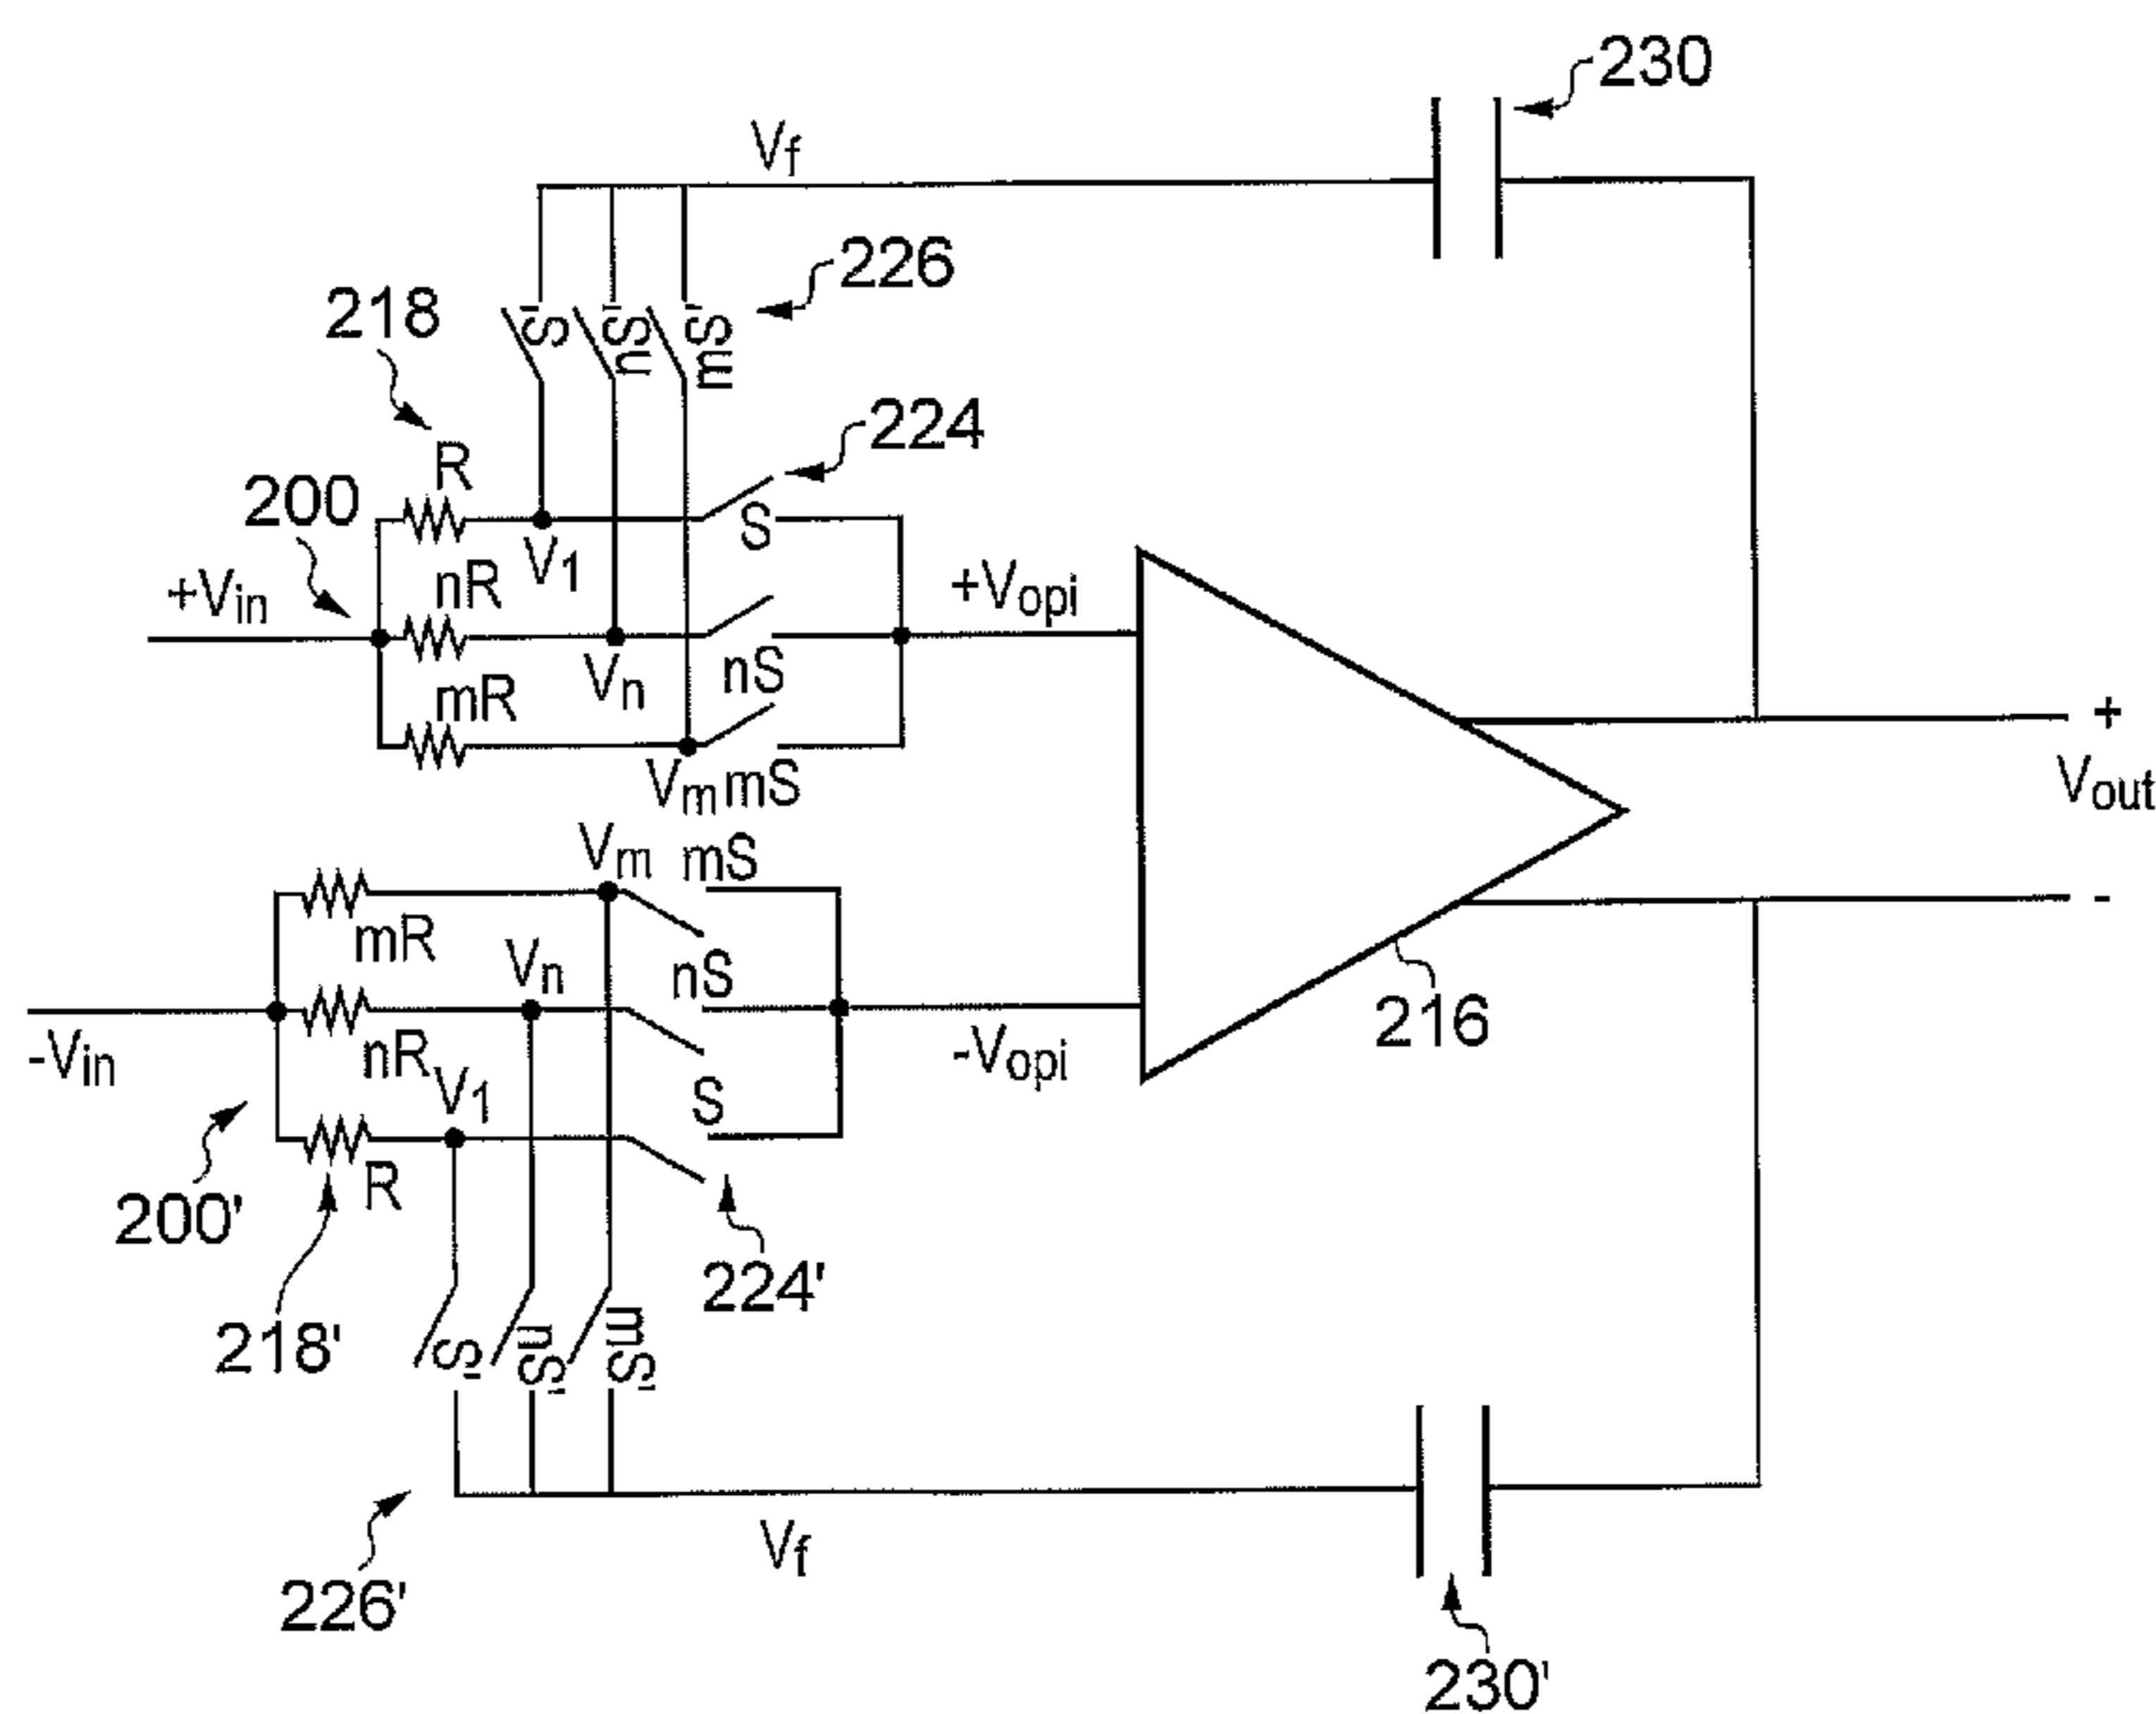 230
Vf
226
218
S'
nS'
mS'
224
R
200
S
V1
nR
+Vin
+Vopi
Vn
nS
mR
+
Vm
mS
Vout
Vm
mS
-
mR
Vn
nS
216
-Vin
nR
V1
-Vopi
S
R
200'
224'
218'
S'
nS'
mS'
Vf
226'
230'